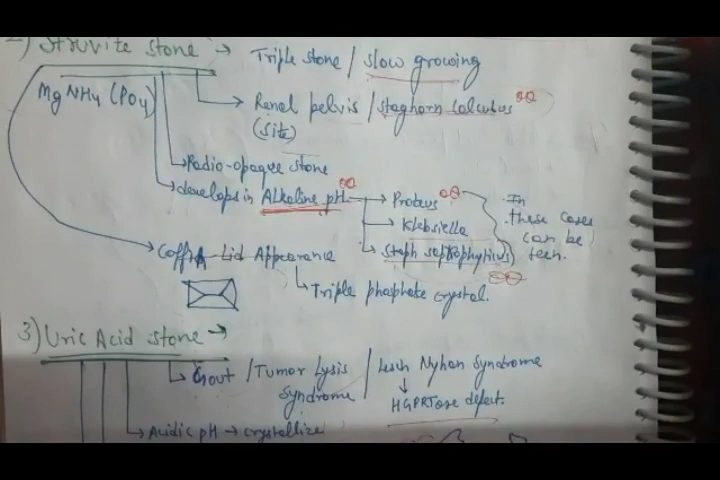 2) Struvite stone → Triple stone / slow growing
MgNH4 (PO4)
→ Renal pelvis / staghorn calculus
(site)
→ Radio-opaque stone
→ develops in Alkaline pH → Proteus
→ Klebsiella
→ Staph saprophyticus
In
these cases
can be
seen.
Coffin Lid Appearance
Triple phosphate crystal.
3) Uric Acid stone →
Gout / Tumor Lysis / Lesch Nyhan Syndrome
Syndrome
HGPRTase defect
Acidic pH → crystallize